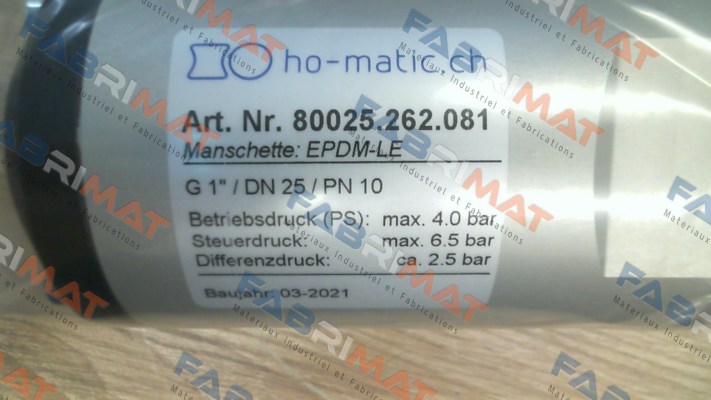 ho-matic.ch
Art. Nr. 80025.262.081
Manschette: EPDM-LE
G 1" / DN 25 / PN 10
Betriebsdruck (PS): max. 4.0 bar
Steuerdruck: max. 6.5 bar
Differenzdruck: ca. 2.5 bar
Baujahr: 03-2021
FABRIMAT
Matériaux Industriel et Fabrications